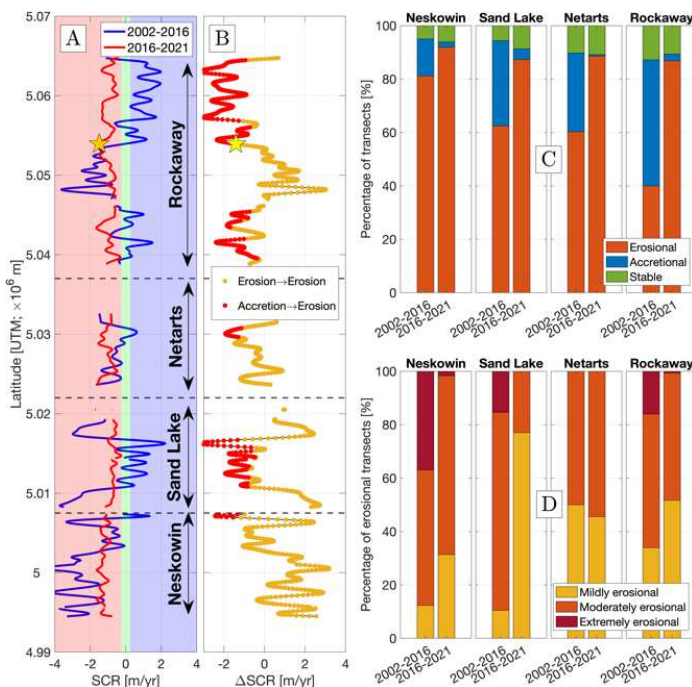 A
2002-2016
2016-2021
B
5.07
5.06
5.05
5.04
5.03
5.02
5.01
5
4.99
Latitude [UTM; ×10⁶ m]
Rockaway
Netarts
Sand Lake
Neskowin
Erosion→Erosion
Accretion→Erosion
-4 -2 0 2 4
SCR [m/yr]
-2 0 2 4
ΔSCR [m/yr]
Neskowin Sand Lake Netarts Rockaway
100
80
60
40
20
0
Percentage of transects [%]
C
Erosional
Accretional
Stable
2002-2016 2016-2021 2002-2016 2016-2021 2002-2016 2016-2021 2002-2016 2016-2021
Neskowin Sand Lake Netarts Rockaway
100
80
60
40
20
0
Percentage of erosional transects [%]
D
Mildly erosional
Moderately erosional
Extremely erosional
2002-2016 2016-2021 2002-2016 2016-2021 2002-2016 2016-2021 2002-2016 2016-2021